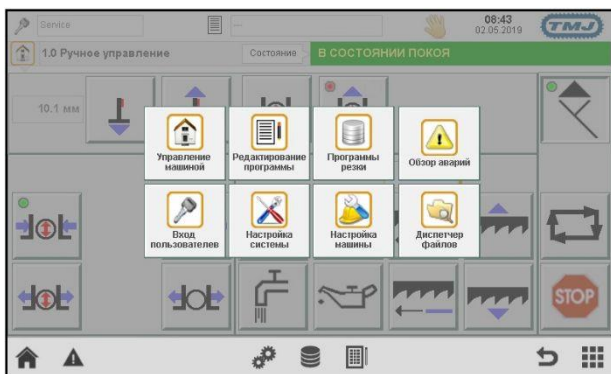 Service
—
08:43
02.05.2019
TMJ
1.0 Ручное управление
Состояние
В СОСТОЯНИИ ПОКОЯ
10.1 мм
Управление
машиной
Редактирование
программы
Программы
резки
Обзор аварий
Вход
пользователев
Настройка
системы
Настройка
машины
Диспетчер
файлов
STOP